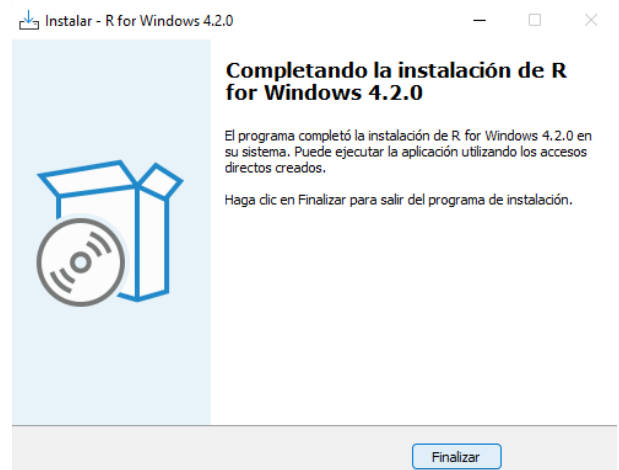 Instalar - R for Windows 4.2.0
Completando la instalación de R
for Windows 4.2.0
El programa completó la instalación de R for Windows 4.2.0 en
su sistema. Puede ejecutar la aplicación utilizando los accesos
directos creados.
Haga clic en Finalizar para salir del programa de instalación.
Finalizar